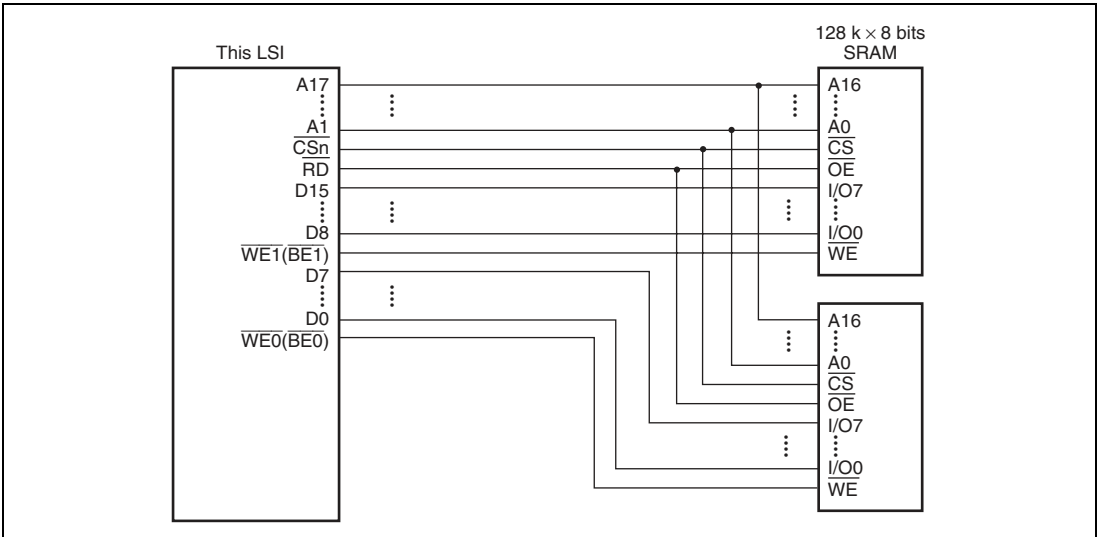 This LSI
A17
A1
CSn
RD
D15
D8
WE1(BE1)
D7
D0
WE0(BE0)
128 k × 8 bits
SRAM
A16
A0
CS
OE
I/O7
I/O0
WE
A16
A0
CS
OE
I/O7
I/O0
WE